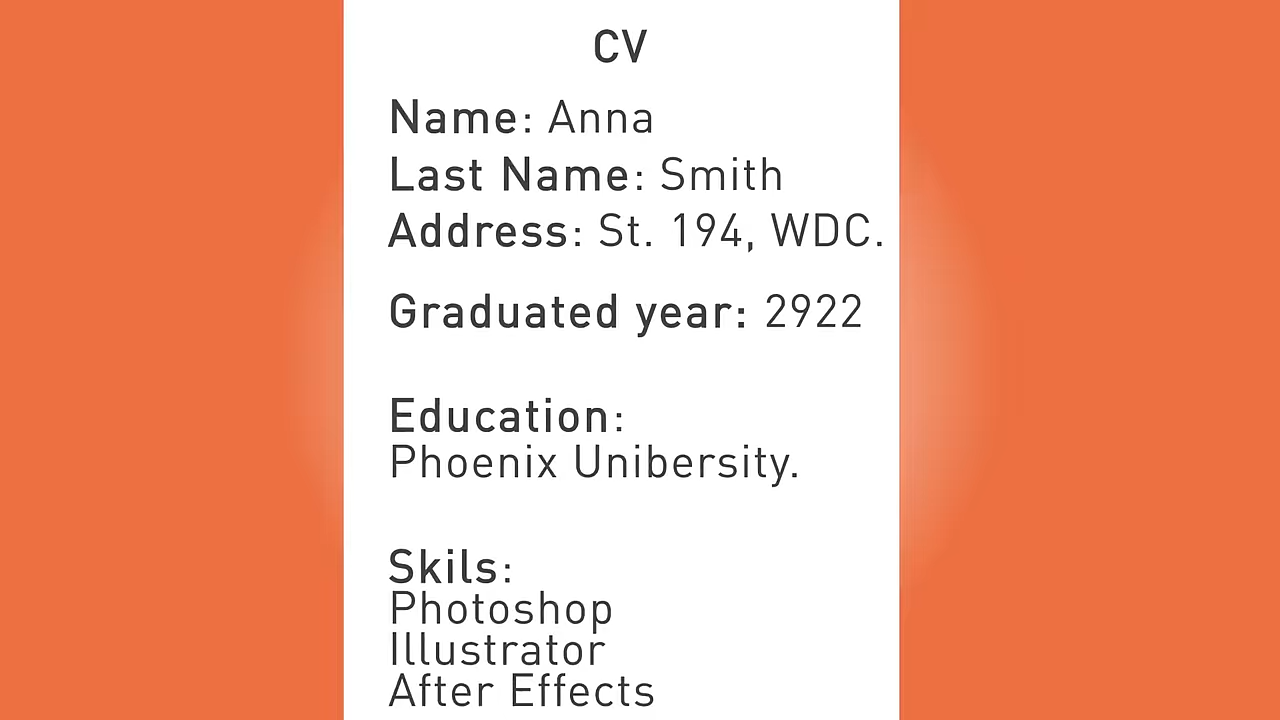 CV
Name: Anna
Last Name: Smith
Address: St. 194, WDC.
Graduated year: 2922
Education:
Phoenix Unibersity.
Skils:
Photoshop
Illustrator
After Effects